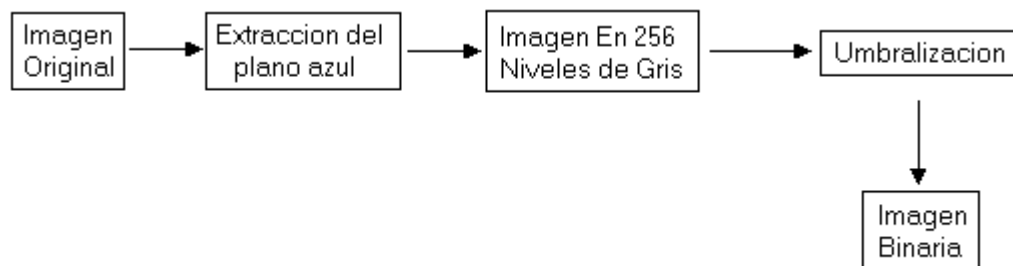 Imagen
Original
Extraccion del
plano azul
Imagen En 256
Niveles de Gris
Umbralizacion
Imagen
Binaria